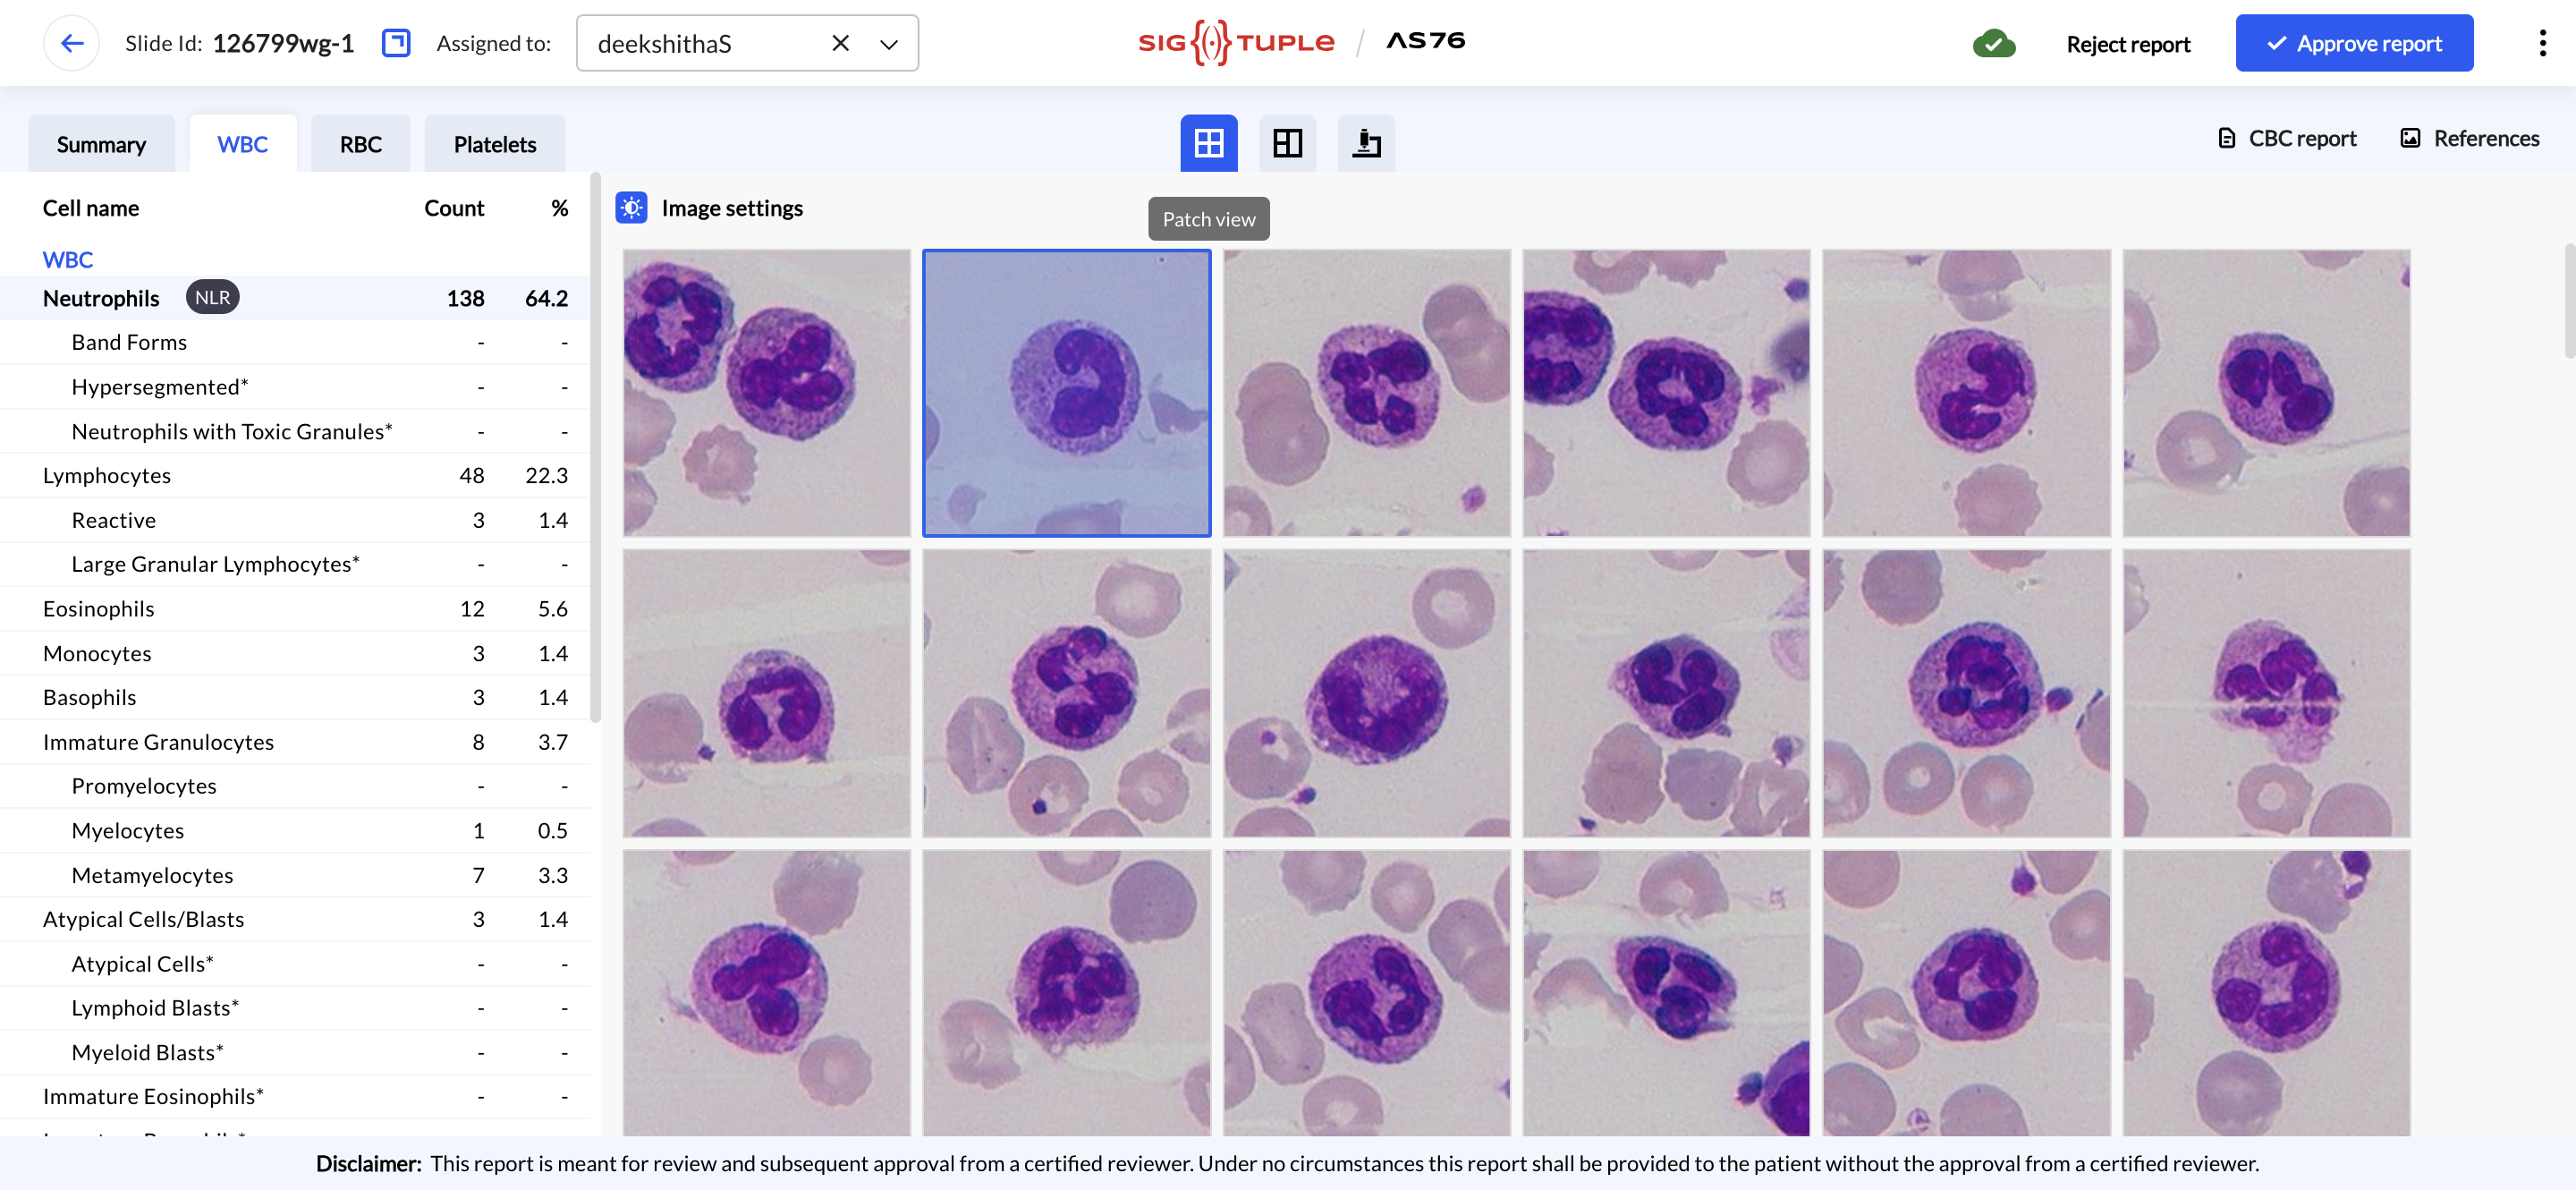 Slide Id: 126799wg-1 Assigned to: deekshithaS SIG TUPLE / AS76 Reject report Approve report
Summary WBC RBC Platelets CBC report References
Cell name Count %
Image settings
Patch view
WBC
Neutrophils NLR 138 64.2
Band Forms - -
Hypersegmented* - -
Neutrophils with Toxic Granules* - -
Lymphocytes 48 22.3
Reactive 3 1.4
Large Granular Lymphocytes* - -
Eosinophils 12 5.6
Monocytes 3 1.4
Basophils 3 1.4
Immature Granulocytes 8 3.7
Promyelocytes - -
Myelocytes 1 0.5
Metamyelocytes 7 3.3
Atypical Cells/Blasts 3 1.4
Atypical Cells* - -
Lymphoid Blasts* - -
Myeloid Blasts* - -
Immature Eosinophils* - -
Disclaimer: This report is meant for review and subsequent approval from a certified reviewer. Under no circumstances this report shall be provided to the patient without the approval from a certified reviewer.